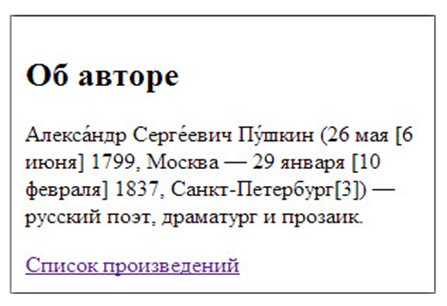 Об авторе
Алекса́ндр Серге́евич Пу́шкин (26 мая [6
июня] 1799, Москва — 29 января [10
февраля] 1837, Санкт-Петербург[3]) —
русский поэт, драматург и прозаик.
Список произведений